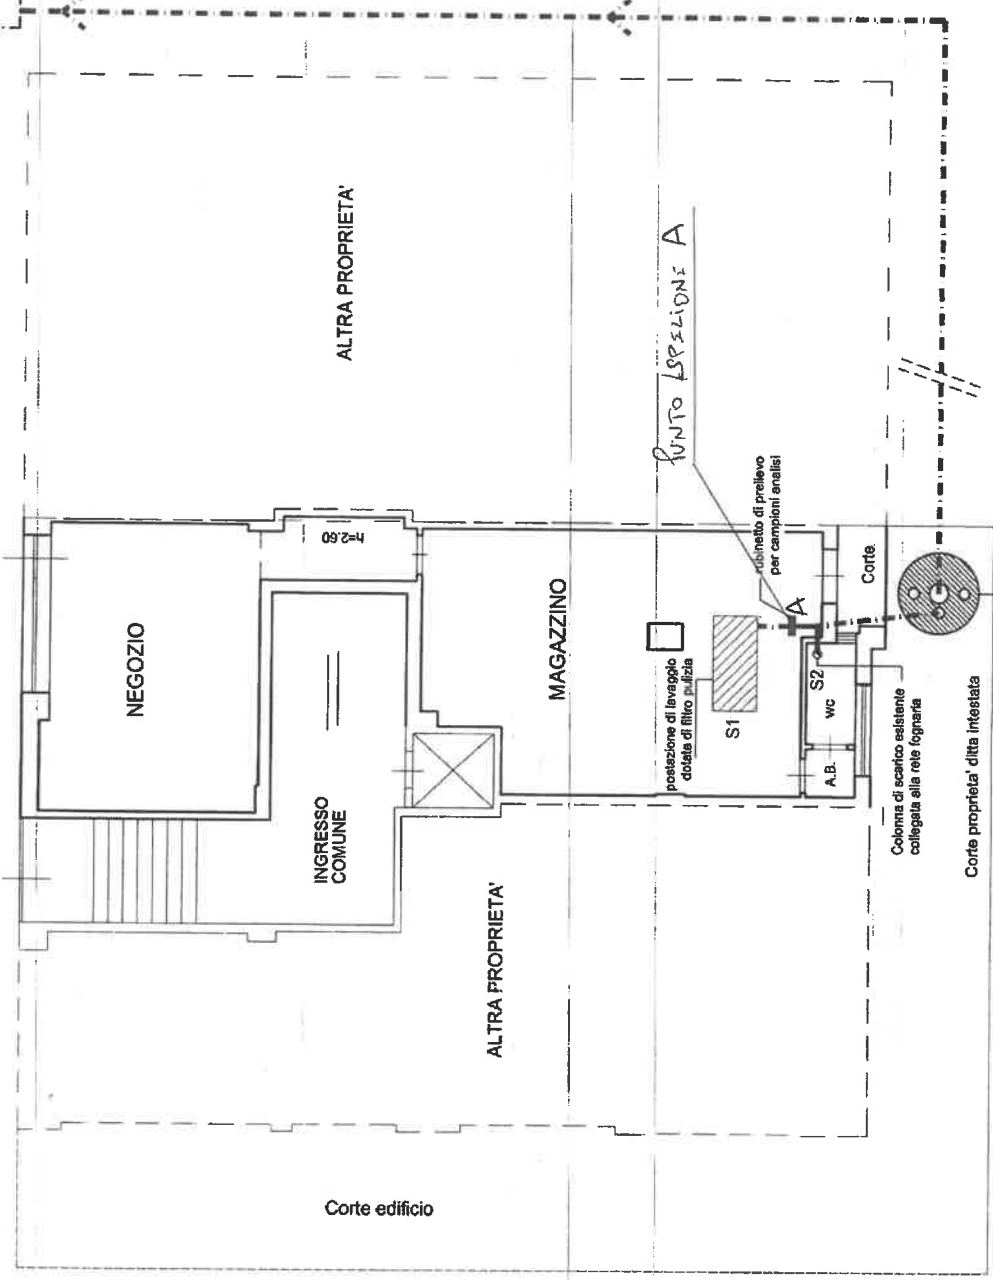 ALTRA PROPRIETA'
PUNTO ISPEZIONE A
rubinetto di prelievo
per campioni analisi
h=2.60
NEGOZIO
MAGAZZINO
A
Corte
postazione di lavaggio
dotata di filtro pulizia
S1
S2
wc
A.B.
INGRESSO
COMUNE
Colonna di scarico esistente
collegata alla rete fognaria
Corte proprieta' ditta intestata
ALTRA PROPRIETA'
Corte edificio